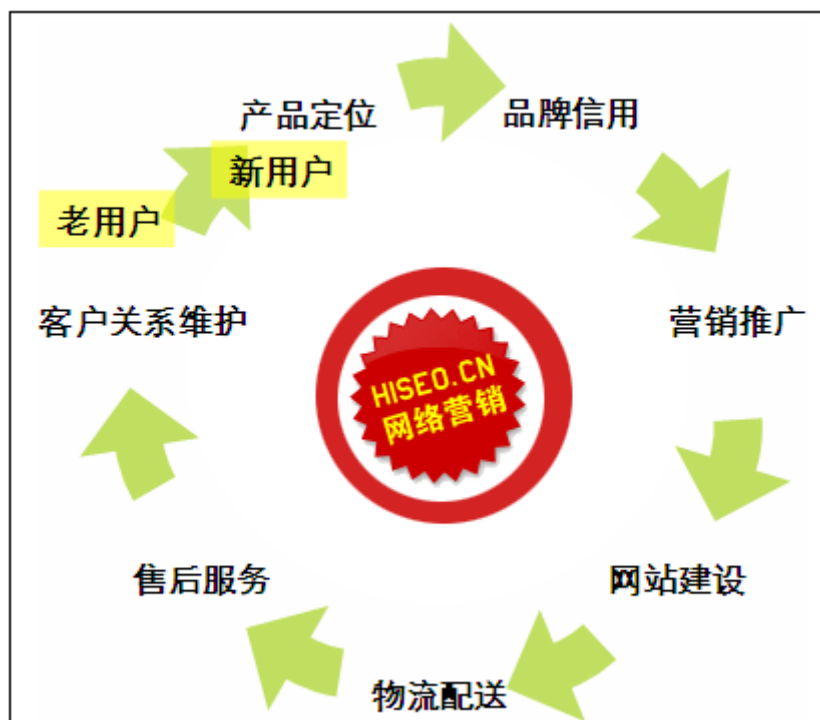 产品定位
品牌信用
新用户
老用户
客户关系维护
营销推广
HISEO.CN
网络营销
售后服务
网站建设
物流配送